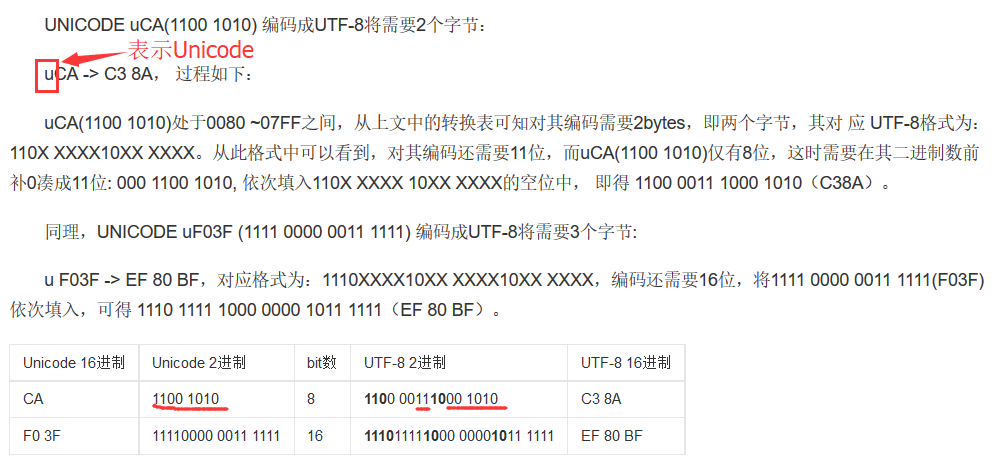 UNICODE uCA(1100 1010) 编码成UTF-8将需要2个字节：
表示Unicode
uCA -> C3 8A， 过程如下：
uCA(1100 1010)处于0080 ~07FF之间，从上文中的转换表可知对其编码需要2bytes，即两个字节，其对 应 UTF-8格式为：
110X XXXX10XX XXXX。从此格式中可以看到，对其编码还需要11位，而uCA(1100 1010)仅有8位，这时需要在其二进制数前
补0凑成11位: 000 1100 1010, 依次填入110X XXXX 10XX XXXX的空位中， 即得 1100 0011 1000 1010（C38A）。
同理，UNICODE uF03F (1111 0000 0011 1111) 编码成UTF-8将需要3个字节:
u F03F -> EF 80 BF，对应格式为：1110XXXX10XX XXXX10XX XXXX，编码还需要16位，将1111 0000 0011 1111(F03F)
依次填入，可得 1110 1111 1000 0000 1011 1111（EF 80 BF）。
Unicode 16进制 Unicode 2进制 bit数 UTF-8 2进制 UTF-8 16进制
CA 1100 1010 8 1100 00111000 1010 C3 8A
F0 3F 11110000 0011 1111 16 111011111000 00001011 1111 EF 80 BF